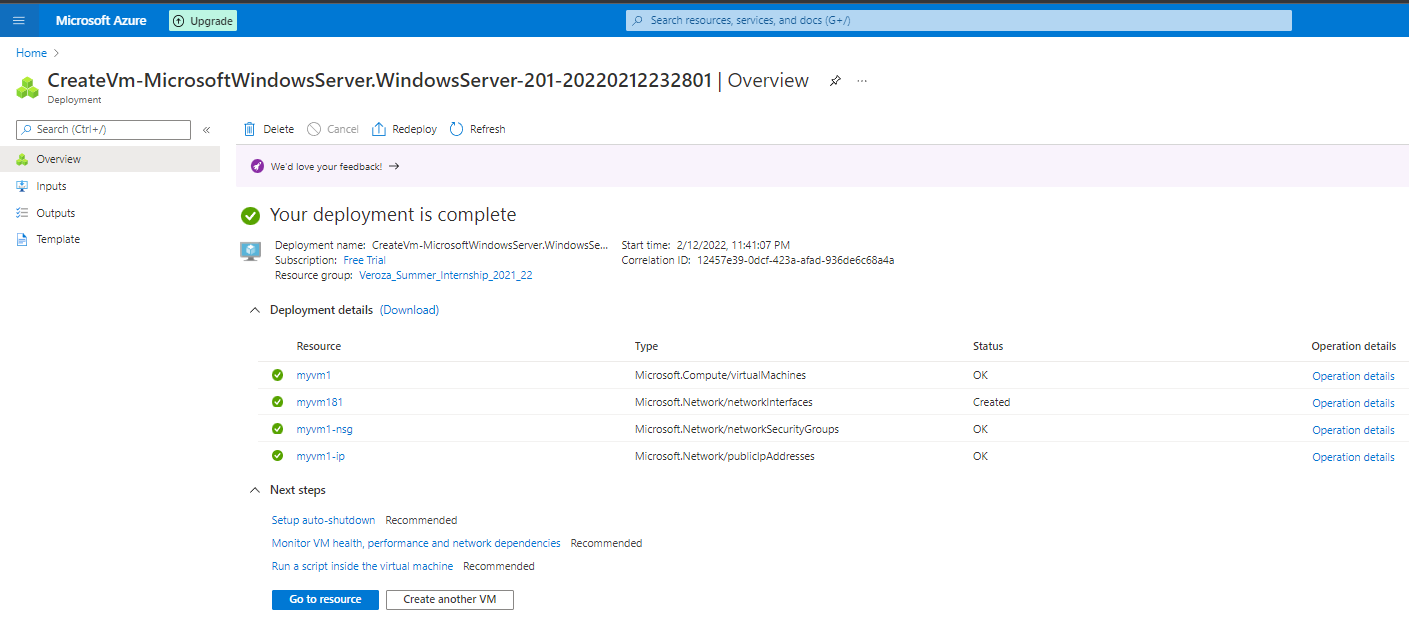 Microsoft Azure Upgrade Search resources, services, and docs (G+/)
Home
CreateVm-MicrosoftWindowsServer.WindowsServer-201-20220212232801 | Overview
Deployment
Search (Ctrl+/) « Delete Cancel Redeploy Refresh
Overview
Inputs
Outputs
Template
We'd love your feedback! →
Your deployment is complete
Deployment name: CreateVm-MicrosoftWindowsServer.WindowsSe... Start time: 2/12/2022, 11:41:07 PM
Subscription: Free Trial Correlation ID: 12457e39-0dcf-423a-afad-936de6c68a4a
Resource group: Veroza_Summer_Internship_2021_22
Deployment details (Download)
Resource Type Status Operation details
myvm1 Microsoft.Compute/virtualMachines OK Operation details
myvm181 Microsoft.Network/networkInterfaces Created Operation details
myvm1-nsg Microsoft.Network/networkSecurityGroups OK Operation details
myvm1-ip Microsoft.Network/publicIpAddresses OK Operation details
Next steps
Setup auto-shutdown Recommended
Monitor VM health, performance and network dependencies Recommended
Run a script inside the virtual machine Recommended
Go to resource Create another VM